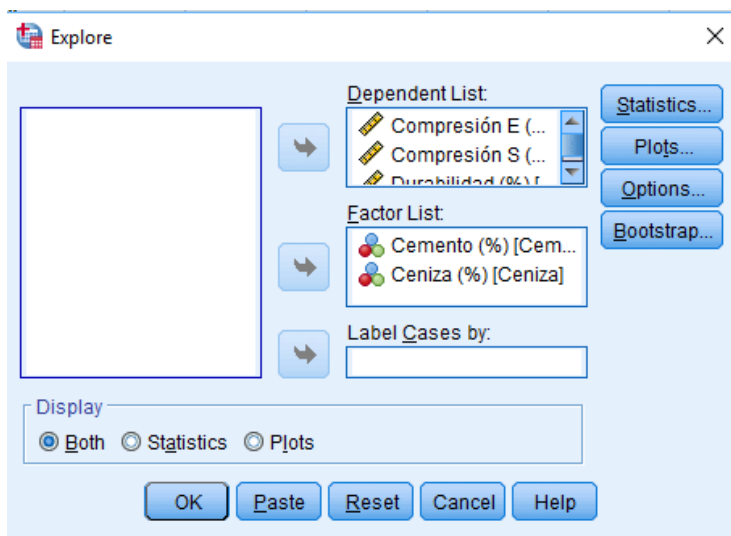 Explore
Dependent List:
Compresión E (...
Compresión S (...
Durabilidad (%) [
Factor List:
Cemento (%) [Cem...
Ceniza (%) [Ceniza]
Label Cases by:
Statistics...
Plots...
Options...
Bootstrap...
Display
Both Statistics Plots
OK Paste Reset Cancel Help